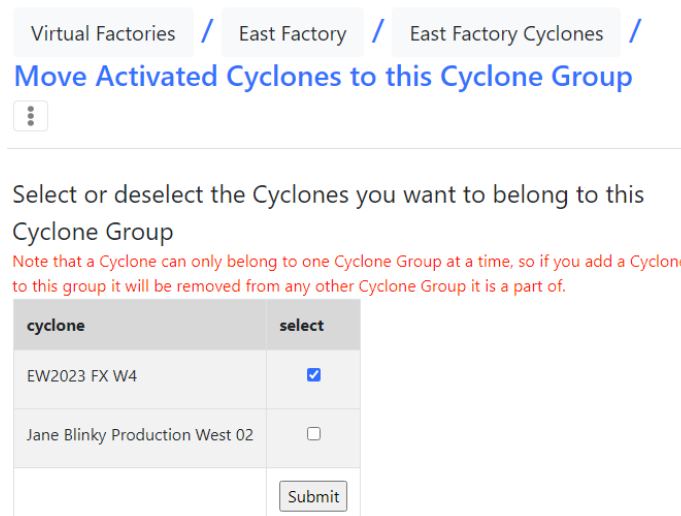 Virtual Factories / East Factory / East Factory Cyclones /
Move Activated Cyclones to this Cyclone Group
Select or deselect the Cyclones you want to belong to this
Cyclone Group
Note that a Cyclone can only belong to one Cyclone Group at a time, so if you add a Cyclone
to this group it will be removed from any other Cyclone Group it is a part of.
cyclone select
EW2023 FX W4
Jane Blinky Production West 02
Submit